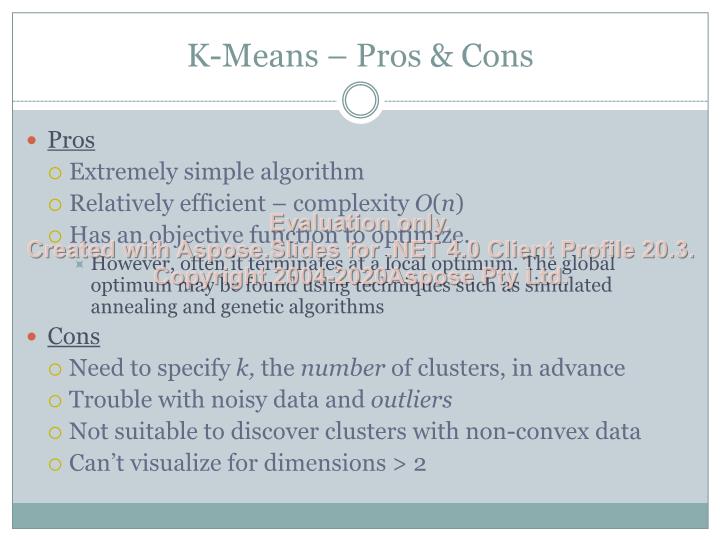 K-Means – Pros & Cons
Pros
Extremely simple algorithm
Relatively efficient – complexity O(n)
Has an objective function to optimize.
However, often it terminates at a local optimum. The global
optimum may be found using techniques such as simulated
annealing and genetic algorithms
Cons
Need to specify k, the number of clusters, in advance
Trouble with noisy data and outliers
Not suitable to discover clusters with non-convex data
Can't visualize for dimensions > 2
Evaluation only.
Created with Aspose.Slides for .NET 4.0 Client Profile 20.3.
Copyright 2004-2020Aspose Pty Ltd.